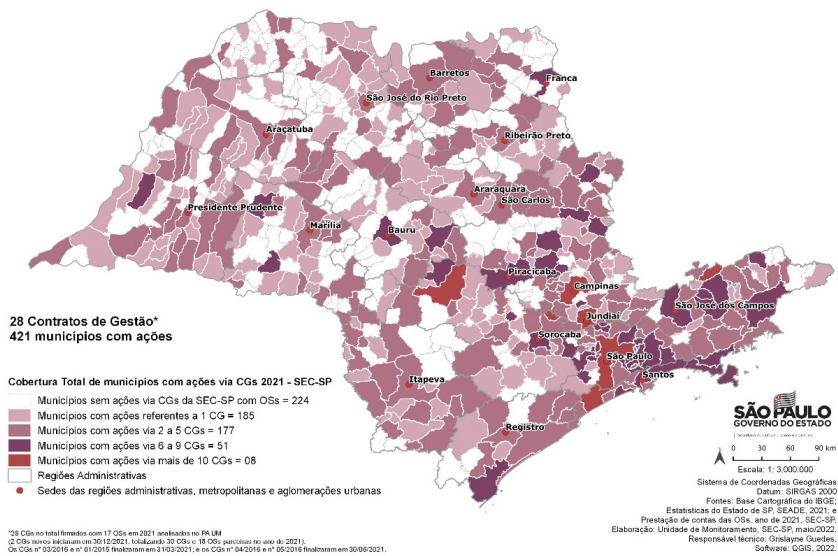 Barretos
Franca
São José do Rio Preto
Araçatuba
Ribeirão Preto
Araraquara
São Carlos
Presidente Prudente
Marília
Bauru
Piracicaba
Campinas
São José dos Campos
Jundiaí
Sorocaba
São Paulo
Santos
Itapeva
Registro
28 Contratos de Gestão*
421 municípios com ações
Cobertura Total de municípios com ações via CGs 2021 - SEC-SP
Municípios sem ações via CGs da SEC-SP com OSs = 224
Municípios com ações referentes a 1 CG = 185
Municípios com ações via 2 a 5 CGs = 177
Municípios com ações via 6 a 9 CGs = 51
Municípios com ações via mais de 10 CGs = 08
Regiões Administrativas
Sedes das regiões administrativas, metropolitanas e aglomerações urbanas
*28 CGs no total firmados com 17 OSs em 2021 analisados no PA UM
(2 CGs novos iniciaram em 30/12/2021, totalizando 30 CGs e 18 OSs parceiras no ano de 2021).
Os CGs n° 03/2016 e n° 01/2015 finalizaram em 31/03/2021; e os CGs n° 04/2016 e n° 05/2016 finalizaram em 30/06/2021.
SÃO PAULO
GOVERNO DO ESTADO
0 30 60 90 km
Escala: 1: 3.000.000
Sistema de Coordenadas Geográficas
Datum: SIRGAS 2000
Fontes: Base Cartográfica do IBGE;
Estatísticas do Estado de SP, SEADE, 2021; e
Prestação de contas das OSs, ano de 2021, SEC-SP.
Elaboração: Unidade de Monitoramento, SEC-SP, maio/2022.
Responsável técnico: Grislayne Guedes.
Software: QGIS, 2022.